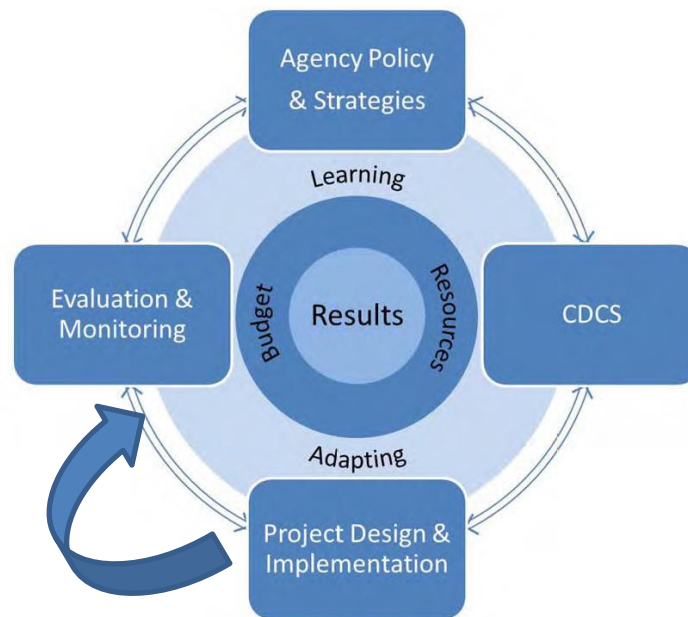 Agency Policy
& Strategies
Learning
Evaluation &
Monitoring
Budget
Results
Resources
CDCS
Adapting
Project Design &
Implementation